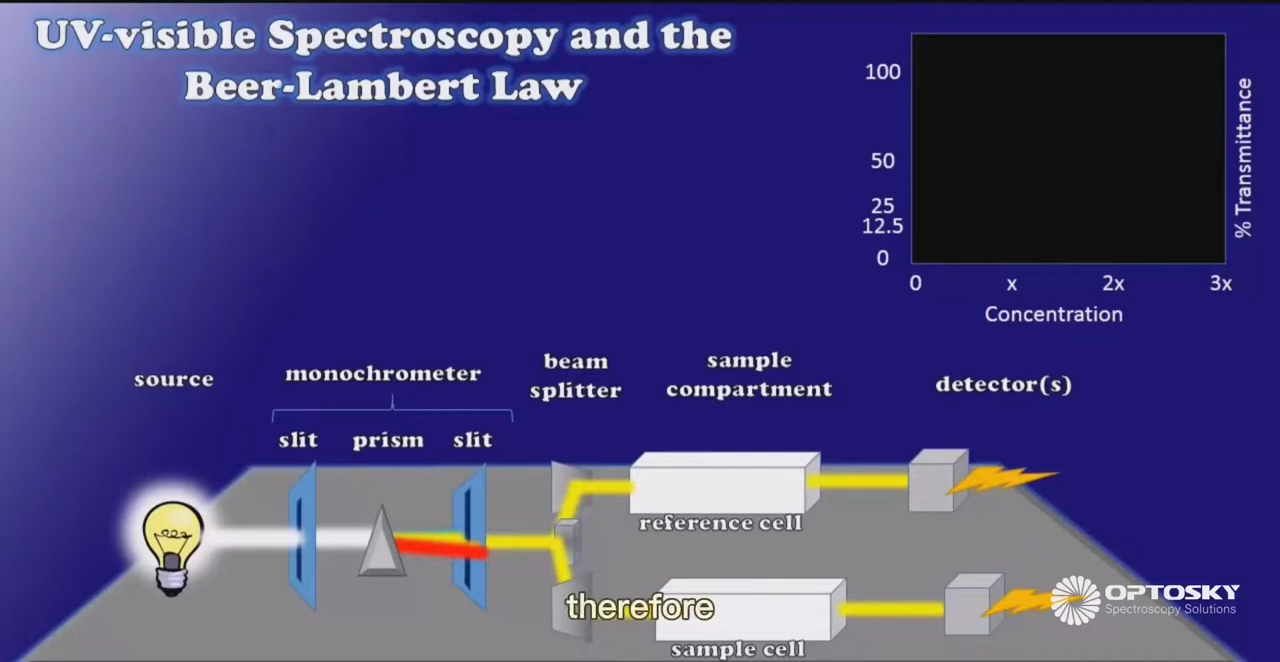 UV-visible Spectroscopy and the
Beer-Lambert Law
100
50
25
12.5
0
% Transmittance
0 x 2x 3x
Concentration
source
monochrometer
slit prism slit
beam
splitter
sample
compartment
detector(s)
reference cell
therefore
sample cell
OPTOSKY
Spectroscopy Solutions